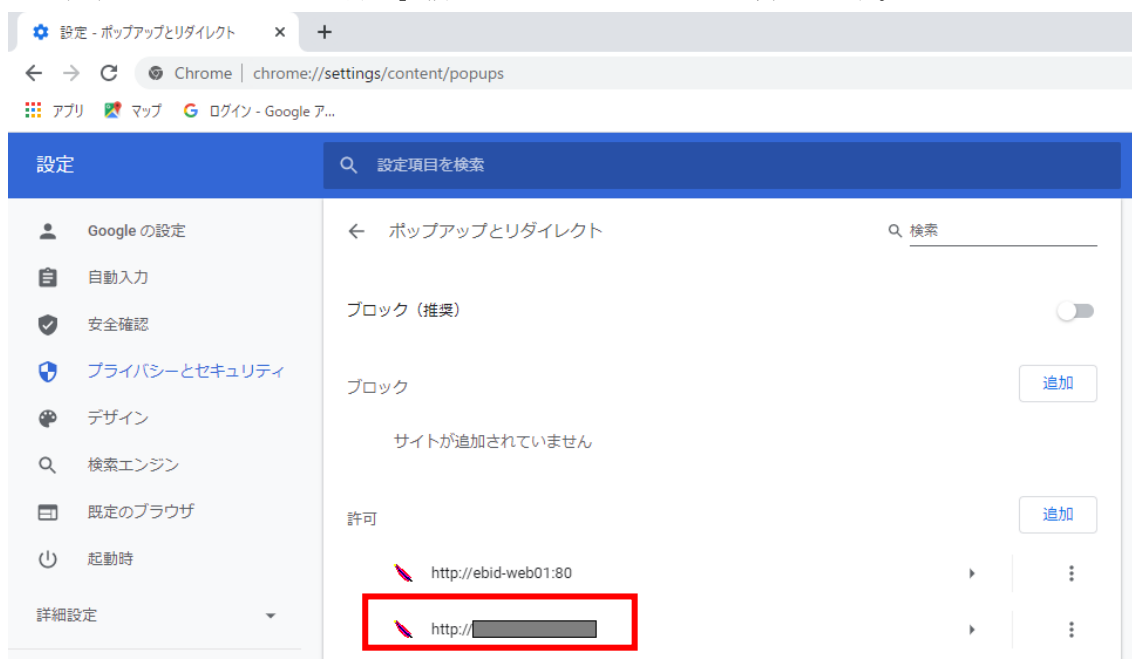 設定 - ポップアップとリダイレクト
Chrome | chrome://settings/content/popups
アプリ マップ G ログイン - Google ア...
設定
設定項目を検索
Google の設定
自動入力
安全確認
プライバシーとセキュリティ
デザイン
検索エンジン
既定のブラウザ
起動時
詳細設定
ポップアップとリダイレクト
検索
ブロック（推奨）
ブロック
追加
サイトが追加されていません
許可
追加
http://ebid-web01:80
http://